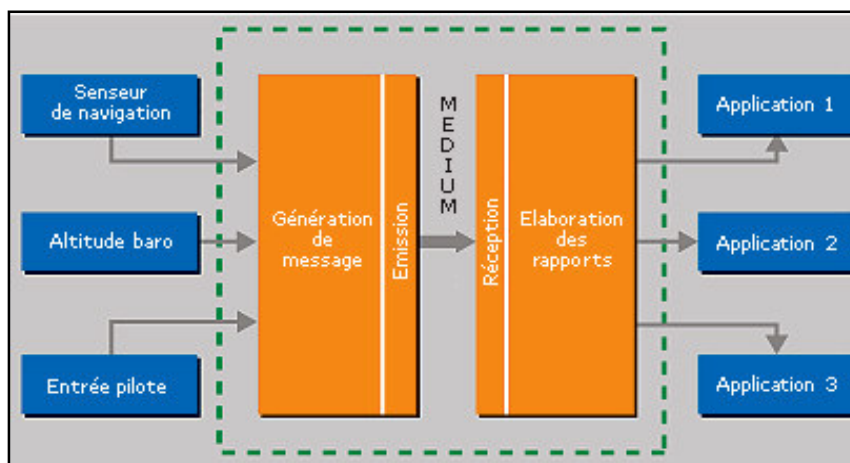 Senseur
de navigation
Altitude baro
Entrée pilote
Génération
de
message
Emission
MEDIUM
Réception
Elaboration
des
rapports
Application 1
Application 2
Application 3